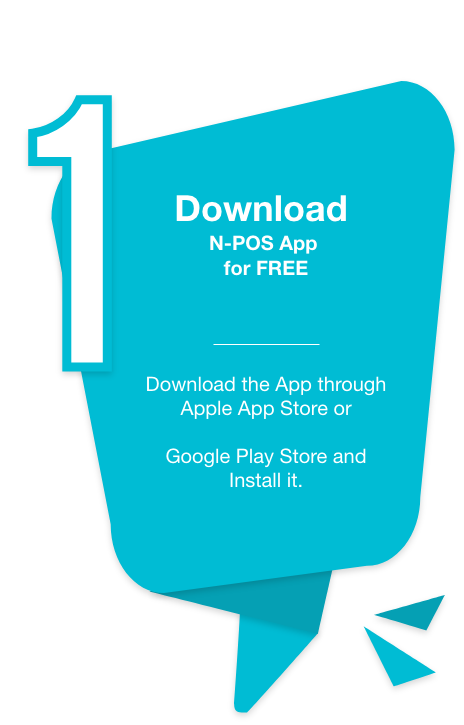 1
Download
N-POS App
for FREE
Download the App through
Apple App Store or
Google Play Store and
Install it.